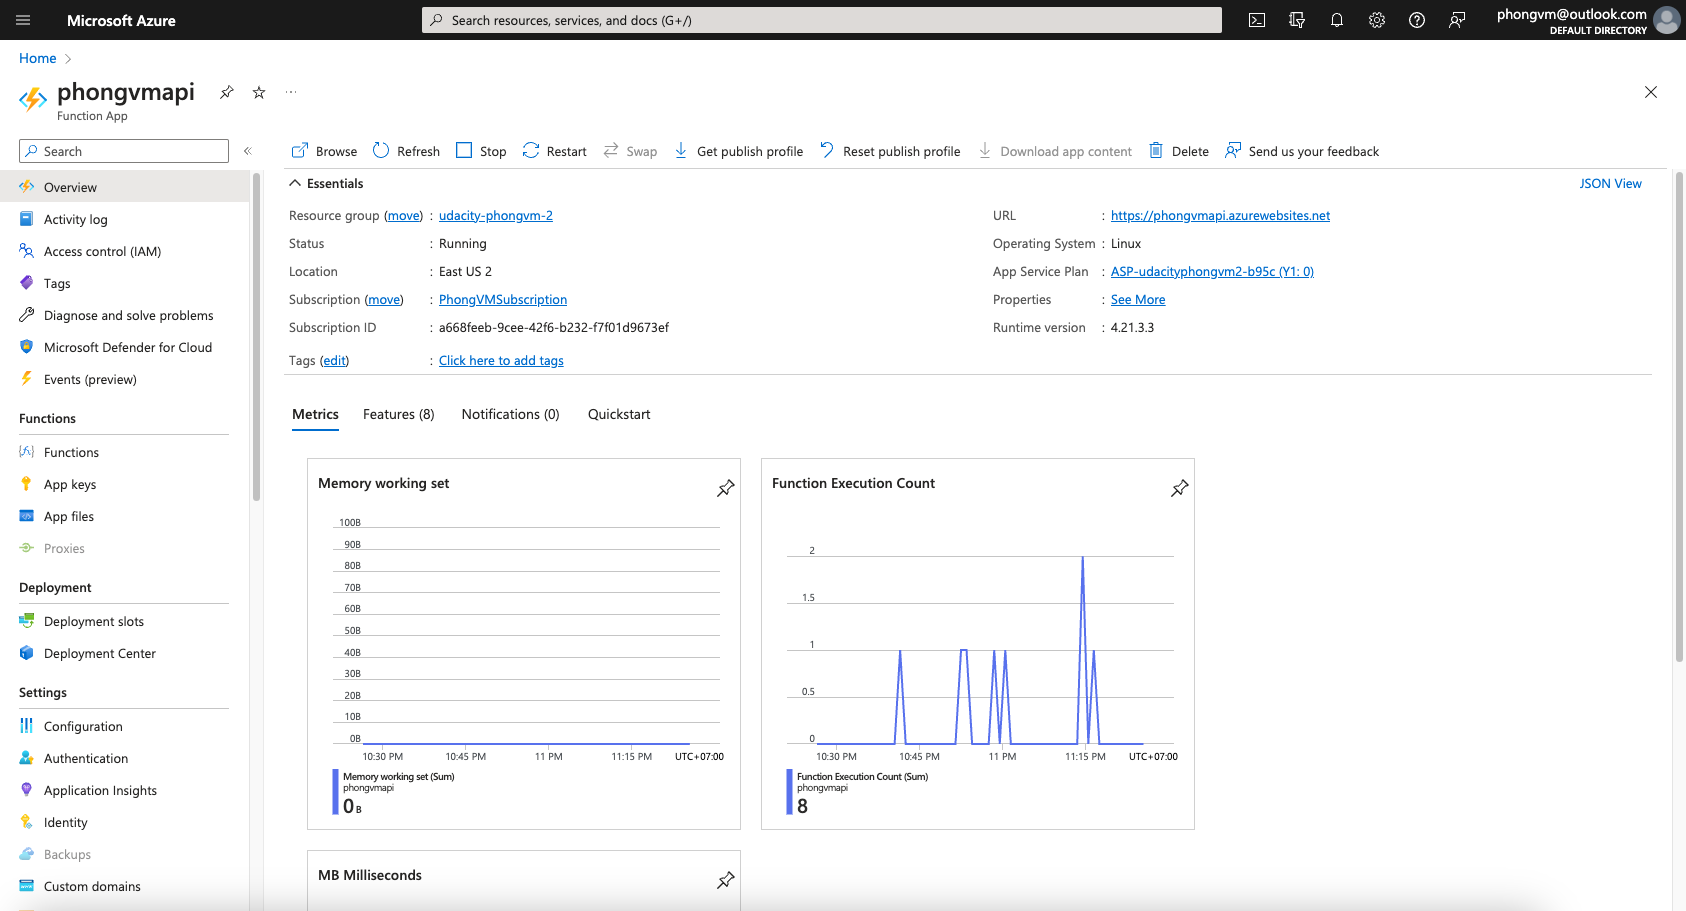 Microsoft Azure
Search resources, services, and docs (G+/)
phongvm@outlook.com
DEFAULT DIRECTORY
Home
phongvmapi
Function App
Search
Browse
Refresh
Stop
Restart
Swap
Get publish profile
Reset publish profile
Download app content
Delete
Send us your feedback
Overview
Activity log
Access control (IAM)
Tags
Diagnose and solve problems
Microsoft Defender for Cloud
Events (preview)
Functions
Functions
App keys
App files
Proxies
Deployment
Deployment slots
Deployment Center
Settings
Configuration
Authentication
Application Insights
Identity
Backups
Custom domains
Essentials
JSON View
Resource group (move) : udacity-phongvm-2
Status : Running
Location : East US 2
Subscription (move) : PhongVMSubscription
Subscription ID : a668feeb-9cee-42f6-b232-f7f01d9673ef
Tags (edit) : Click here to add tags
URL : https://phongvmapi.azurewebsites.net
Operating System : Linux
App Service Plan : ASP-udacityphongvm2-b95c (Y1: 0)
Properties : See More
Runtime version : 4.21.3.3
Metrics
Features (8)
Notifications (0)
Quickstart
Memory working set
100B
90B
80B
70B
60B
50B
40B
30B
20B
10B
0B
10:30 PM 10:45 PM 11 PM 11:15 PM UTC+07:00
Memory working set (Sum)
phongvmapi
0 B
Function Execution Count
2
1.5
1
0.5
0
10:30 PM 10:45 PM 11 PM 11:15 PM UTC+07:00
Function Execution Count (Sum)
phongvmapi
8
MB Milliseconds